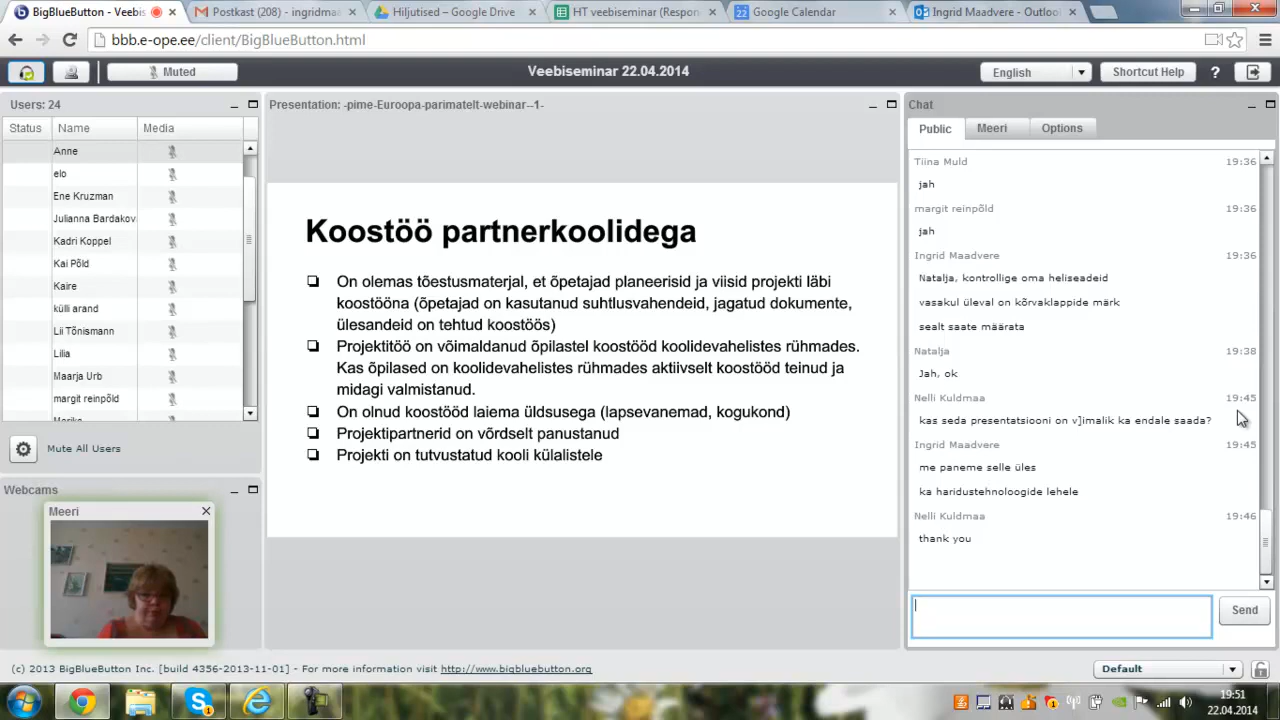 BigBlueButton - Veebis
Postkast (208) - ingridmad
Hiljutised – Google Drive
HT veebiseminar (Respon
Google Calendar
Ingrid Maadvere - Outloo
bbb.e-ope.ee/client/BigBlueButton.html
Muted
Veebiseminar 22.04.2014
English
Shortcut Help
?
Users: 24
Status Name Media
Anne
elo
Ene Kruzman
Julianna Bardakov
Kadri Koppel
Kai Põld
Kaire
külli arand
Lii Tõnismann
Lilia
Maarja Urb
margit reinpõld
Marika
Mute All Users
Webcams
Meeri
Presentation: -pime-Euroopa-parimatelt-webinar--1-
Koostöö partnerkoolidega
❏ On olemas tõestusmaterjal, et õpetajad planeerisid ja viisid projekti läbi
koostööna (õpetajad on kasutanud suhtlusvahendeid, jagatud dokumente,
ülesandeid on tehtud koostöös)
❏ Projektitöö on võimaldanud õpilastel koostööd koolidevahelistes rühmades.
Kas õpilased on koolidevahelistes rühmades aktiivselt koostööd teinud ja
midagi valmistanud.
❏ On olnud koostööd laiema üldsusega (lapsevanemad, kogukond)
❏ Projektipartnerid on võrdselt panustanud
❏ Projekti on tutvustatud kooli külalistele
Chat
Public Meeri Options
Tiina Muld 19:36
jah
margit reinpõld 19:36
jah
Ingrid Maadvere 19:36
Natalja, kontrollige oma heliseadeid
vasakul üleval on kõrvaklappide märk
sealt saate määrata
Natalja 19:38
Jah, ok
Nelli Kuldmaa 19:45
kas seda presentatsiooni on v]imalik ka endale saada?
Ingrid Maadvere 19:45
me paneme selle üles
ka haridustehnoloogide lehele
Nelli Kuldmaa 19:46
thank you
Send
(c) 2013 BigBlueButton Inc. [build 4356-2013-11-01] - For more information visit http://www.bigbluebutton.org
Default
19:51
22.04.2014